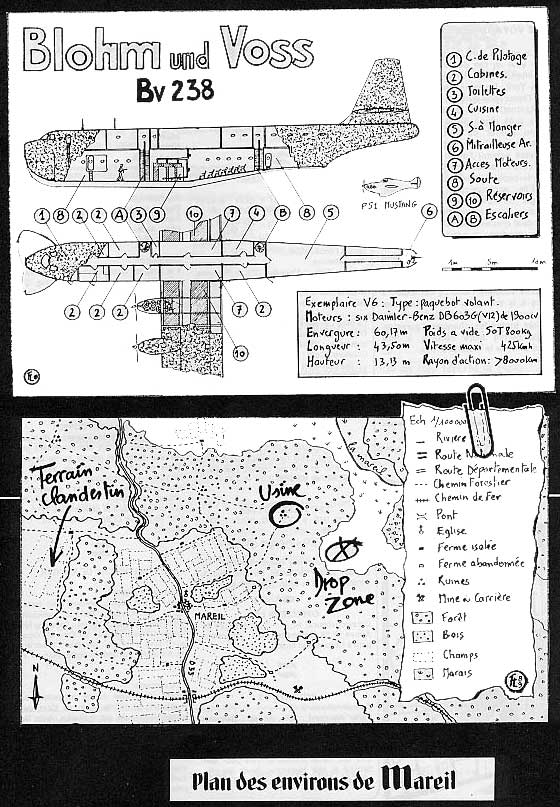 Blohm und Voss
Bv 238
① C. de Pilotage
② Cabines.
③ Toilettes
④ Cuisine
⑤ S. à Manger
⑥ Mitrailleuse Ar.
⑦ Acces Moteurs.
⑧ Soute
⑨ ⑩ Réservoirs
Ⓐ Ⓑ Escaliers
P51 MUSTANG
1 8 2 2 A 3 9 10 7 4 B 8 5 6
1m 5m 10m
2 2 2 2 7
10
Exemplaire V6 : Type : paquebot volant.
Moteurs : six Daimler-Benz DB603G (V12) de 1900cv
Envergure : 60,17m Poids a vide 50T800kg
Longueur : 43,50m Vitesse maxi 425kmh
Hauteur : 13,13 m Rayon d'action: >8000km
Ech 1/100000
Rivière
Route Nationale
Route Départementale
Chemin Forestier
Chemin de Fer
Pont
Eglise
Ferme isolée
Ferme abandonnée
Ruines
Mine ou Carrière
Forêt
Bois
Champs
Marais
Terrain
clandestin
Usine
La Mareil
Drop
Zone
MAREIL
N
Plan des environs de Mareil